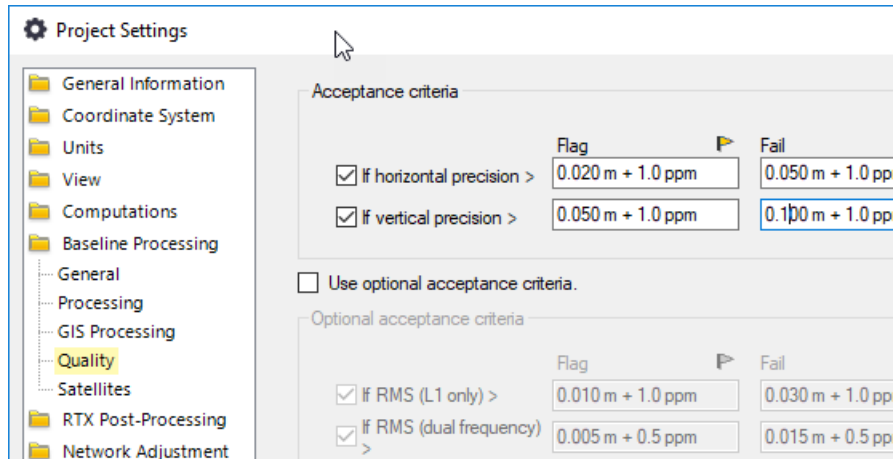 Project Settings
General Information
Coordinate System
Units
View
Computations
Baseline Processing
General
Processing
GIS Processing
Quality
Satellites
RTX Post-Processing
Network Adjustment
Acceptance criteria
Flag Fail
If horizontal precision > 0.020 m + 1.0 ppm 0.050 m + 1.0 pp
If vertical precision > 0.050 m + 1.0 ppm 0.100 m + 1.0 pp
Use optional acceptance criteria.
Optional acceptance criteria
Flag Fail
If RMS (L1 only) > 0.010 m + 1.0 ppm 0.030 m + 1.0 pp
If RMS (dual frequency) > 0.005 m + 0.5 ppm 0.015 m + 0.5 pp